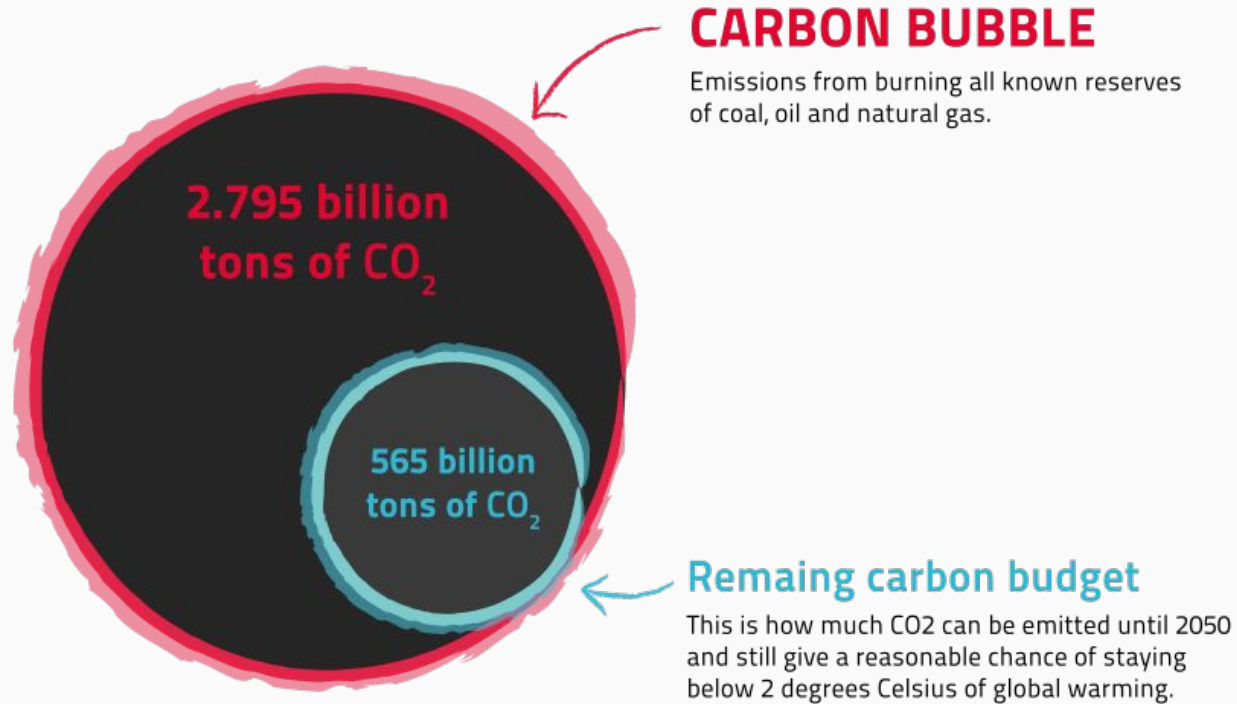 CARBON BUBBLE
Emissions from burning all known reserves
of coal, oil and natural gas.
2.795 billion
tons of CO₂
565 billion
tons of CO₂
Remaing carbon budget
This is how much CO2 can be emitted until 2050
and still give a reasonable chance of staying
below 2 degrees Celsius of global warming.